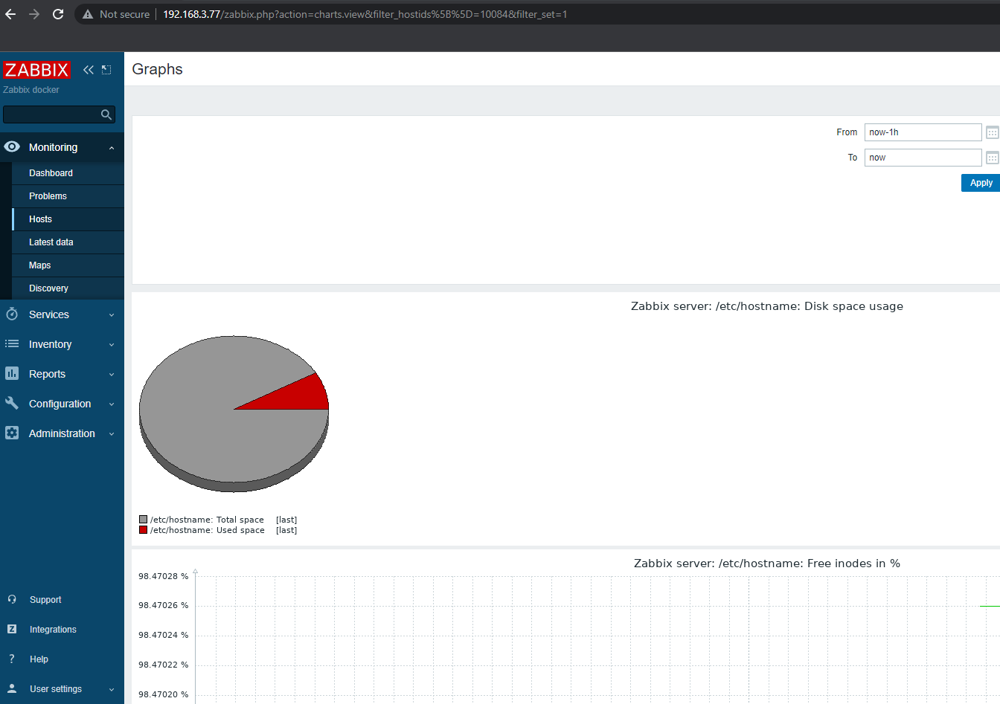 Not secure 192.168.3.77/zabbix.php?action=charts.view&filter_hostids%5B%5D=10084&filter_set=1
ZABBIX
Zabbix docker
Graphs
Monitoring
Dashboard
Problems
Hosts
Latest data
Maps
Discovery
Services
Inventory
Reports
Configuration
Administration
Support
Z Integrations
? Help
User settings
From now-1h
To now
Apply
Zabbix server: /etc/hostname: Disk space usage
/etc/hostname: Total space [last]
/etc/hostname: Used space [last]
Zabbix server: /etc/hostname: Free inodes in %
98.47028 %
98.47026 %
98.47024 %
98.47022 %
98.47020 %